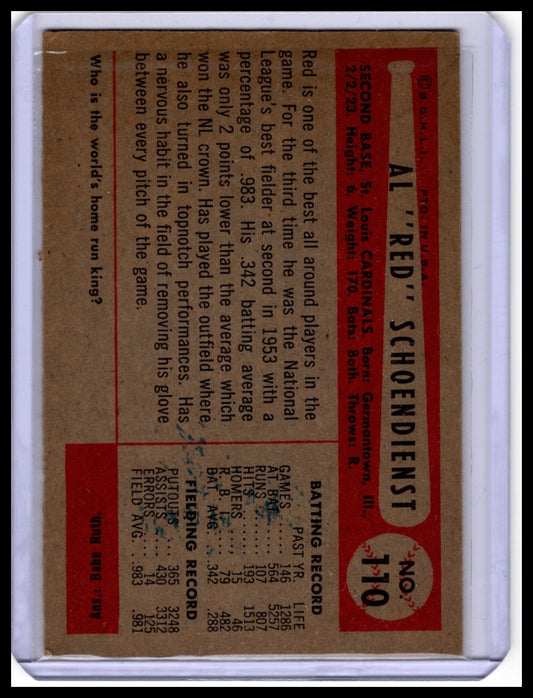 © B.G.H.L.I. PTD. IN U.S.A.
AL "RED" SCHOENDIENST
NO.
110
SECOND BASE, St. Louis CARDINALS. Born: Germantown, Ill.,
2/2/23. Height: 6. Weight: 170. Bats: Both. Throws: R.
Red is one of the best all around players in the
game. For the third time he was the National
League's best fielder at second in 1953 with a
percentage of .983. His .342 batting average
was only 2 points lower than the average which
won the NL crown. Has played the outfield where
he also turned in topnotch performances. Has
a nervous habit in the field of removing his glove
between every pitch of the game.
BATTING RECORD
PAST YR. LIFE
GAMES 146 1286
AT BAT 564 5257
RUNS 107 807
HITS 193 1513
HOMERS 15 46
R. B. I. 79 482
BAT. AVG. .342 .288
FIELDING RECORD
PUTOUTS 365 3248
ASSISTS 430 3312
ERRORS 14 125
FIELD AVG. .983 .981
Who is the world's home run king?
Ans.: Babe Ruth.